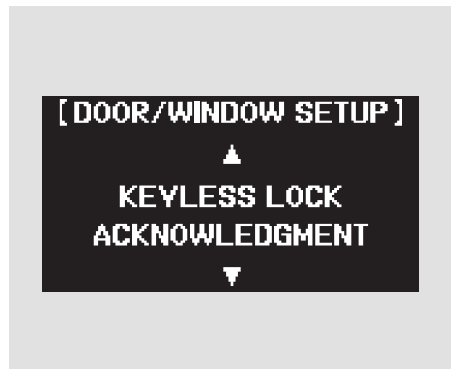 [DOOR/WINDOW SETUP]
▲
KEYLESS LOCK
ACKNOWLEDGMENT
▼